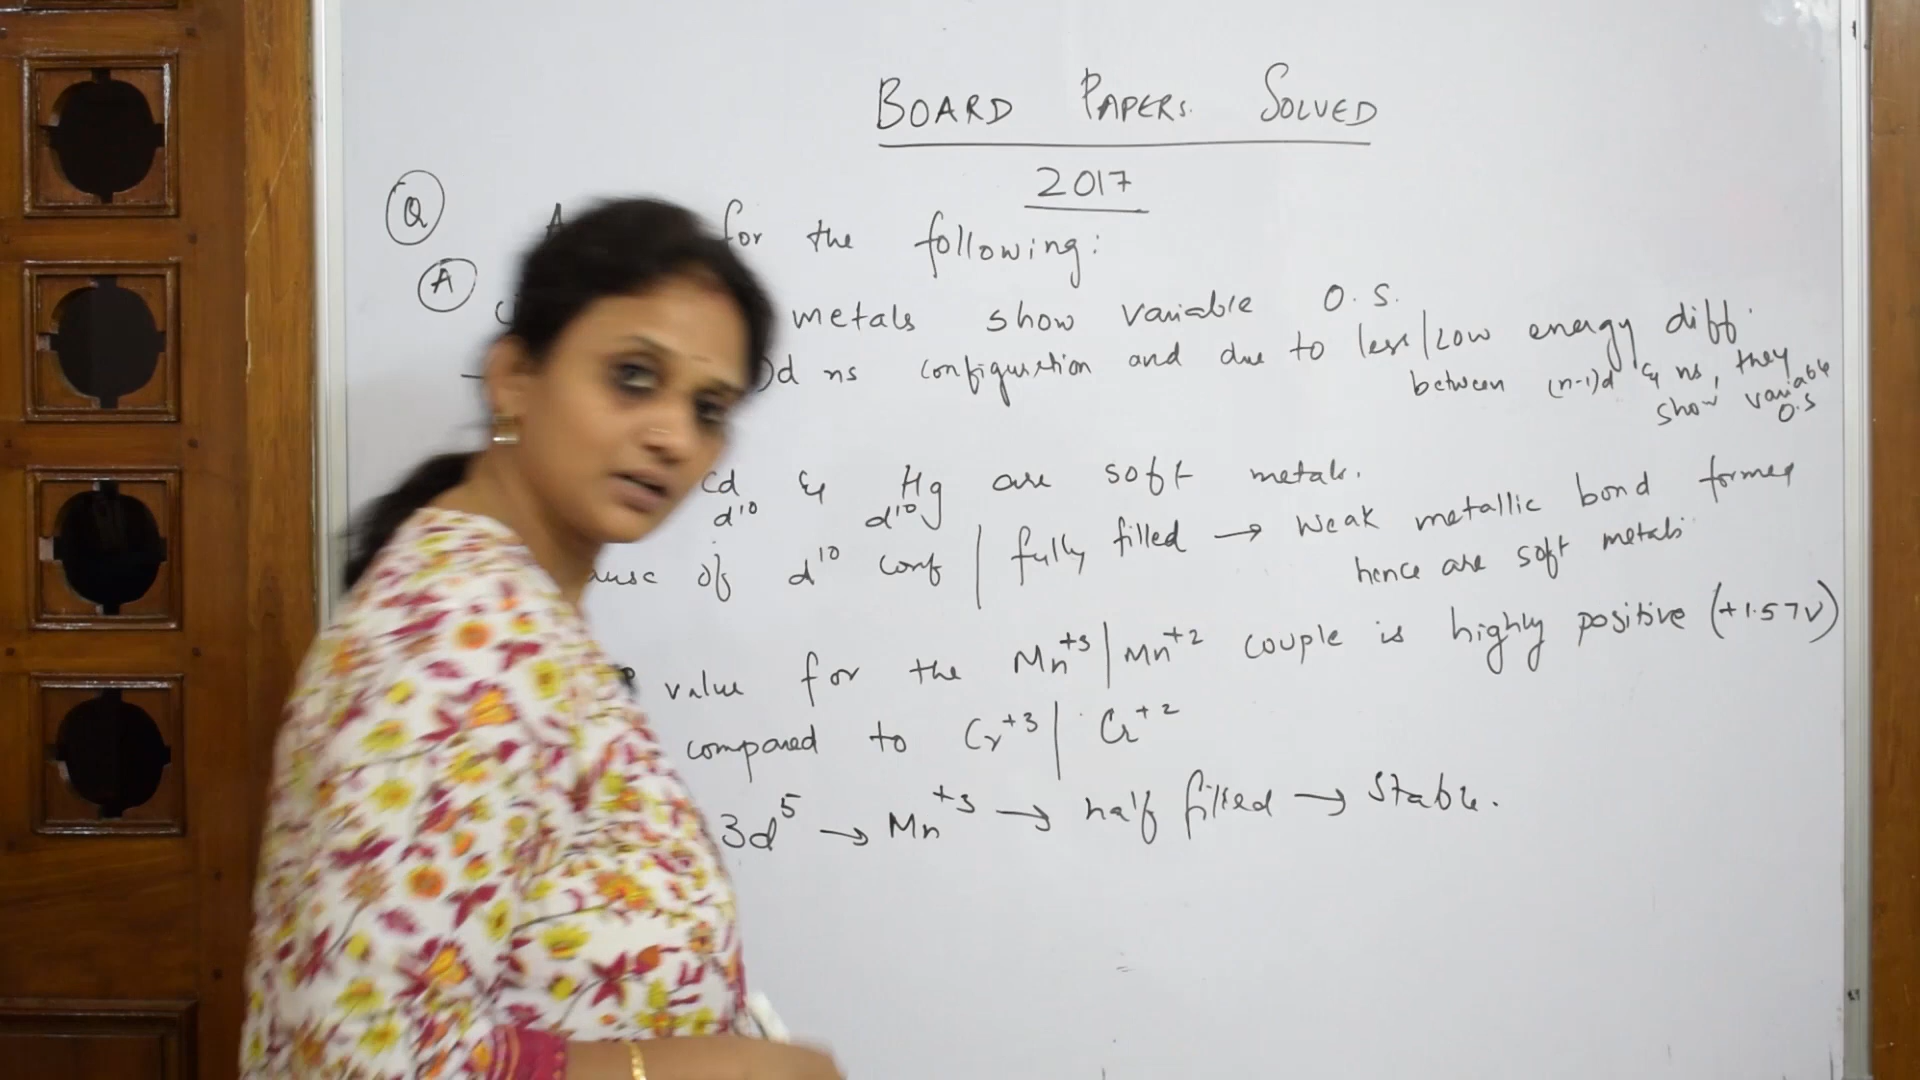 BOARD PAPERS SOLVED
2017
Q for the following:
A metals show variable O.S.
d ns configuration and due to less/low energy diff.
between (n-1)d & ns, they
show variable
O.S
Cd & Hg are soft metals.
d¹⁰ d¹⁰
of d¹⁰ conf / fully filled → weak metallic bond formed
hence are soft metals
value for the Mn⁺³ | Mn⁺² couple is highly positive (+1.57V)
compared to Cr⁺³ | Cr⁺²
3d⁵ → Mn⁺³ → half filled → stable.